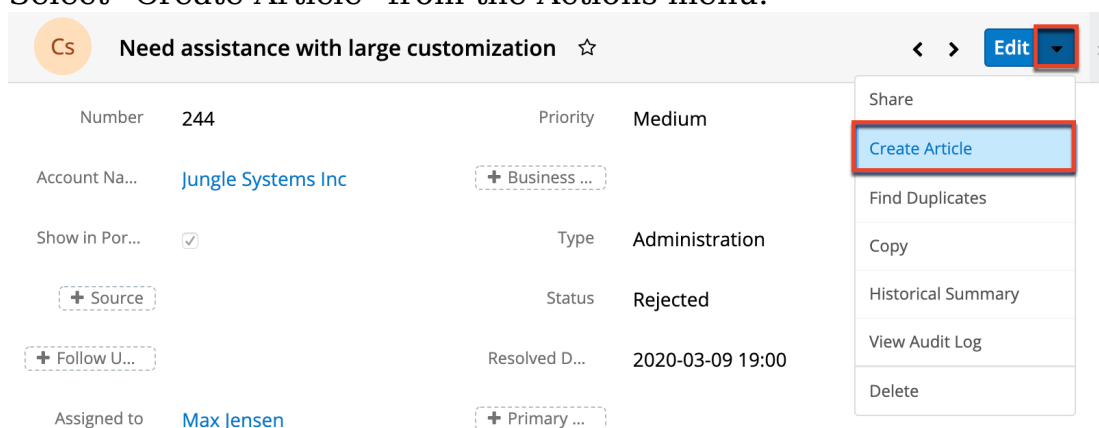 Select "Create Article" from the Actions menu.
Cs Need assistance with large customization Edit
Share
Number 244 Priority Medium
Create Article
Account Na... Jungle Systems Inc + Business ...
Find Duplicates
Show in Por... Type Administration
Copy
+ Source Status Rejected
Historical Summary
View Audit Log
+ Follow U... Resolved D... 2020-03-09 19:00
Delete
Assigned to Max Jensen + Primary ...